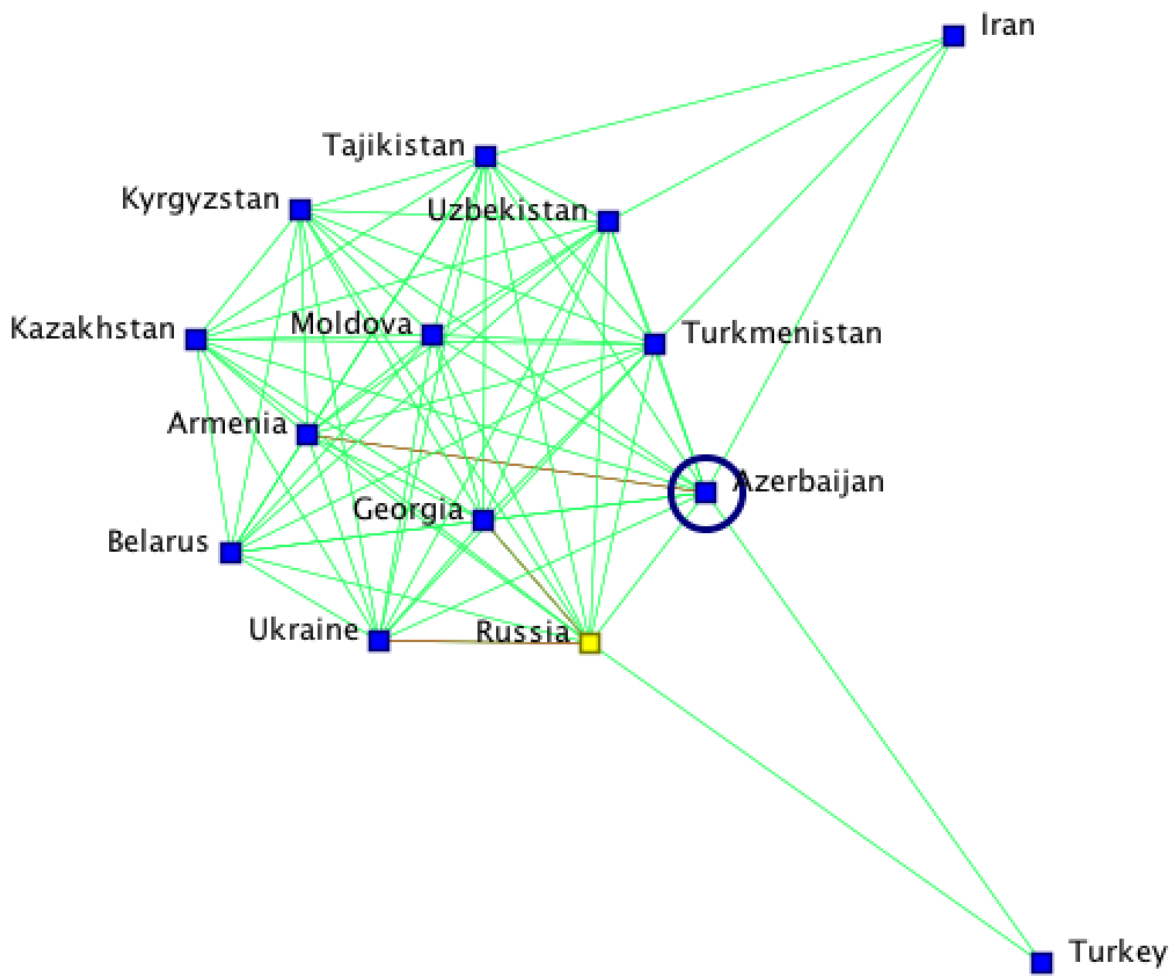 Iran
Tajikistan
Kyrgyzstan
Uzbekistan
Kazakhstan
Moldova
Turkmenistan
Armenia
Azerbaijan
Georgia
Belarus
Ukraine
Russia
Turkey